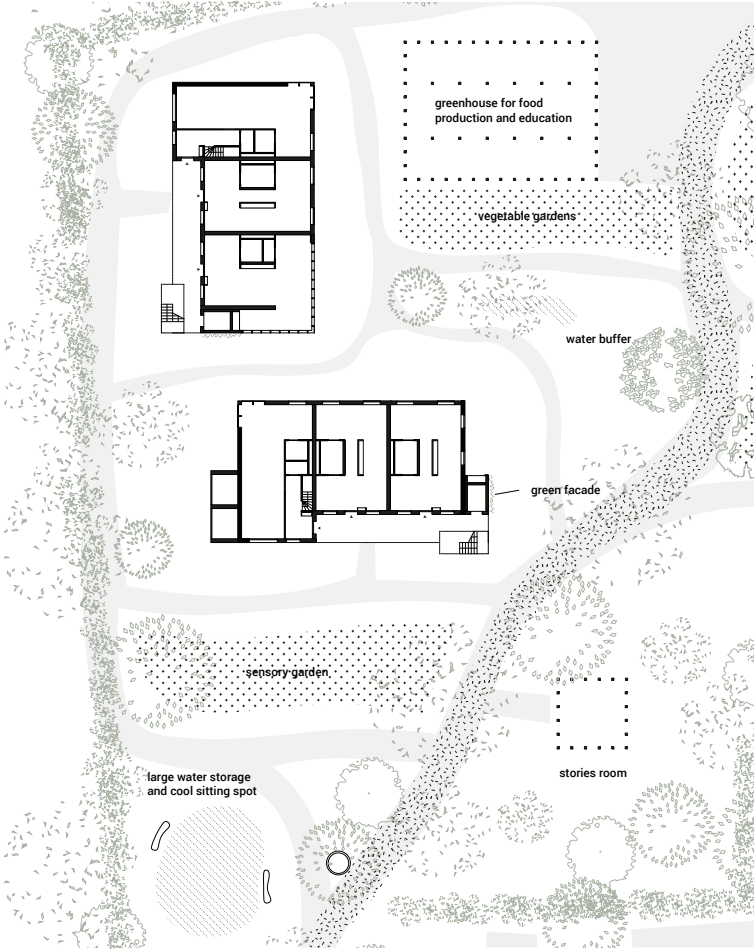 greenhouse for food
production and education
vegetable gardens
water buffer
green facade
sensory garden
stories room
large water storage
and cool sitting spot